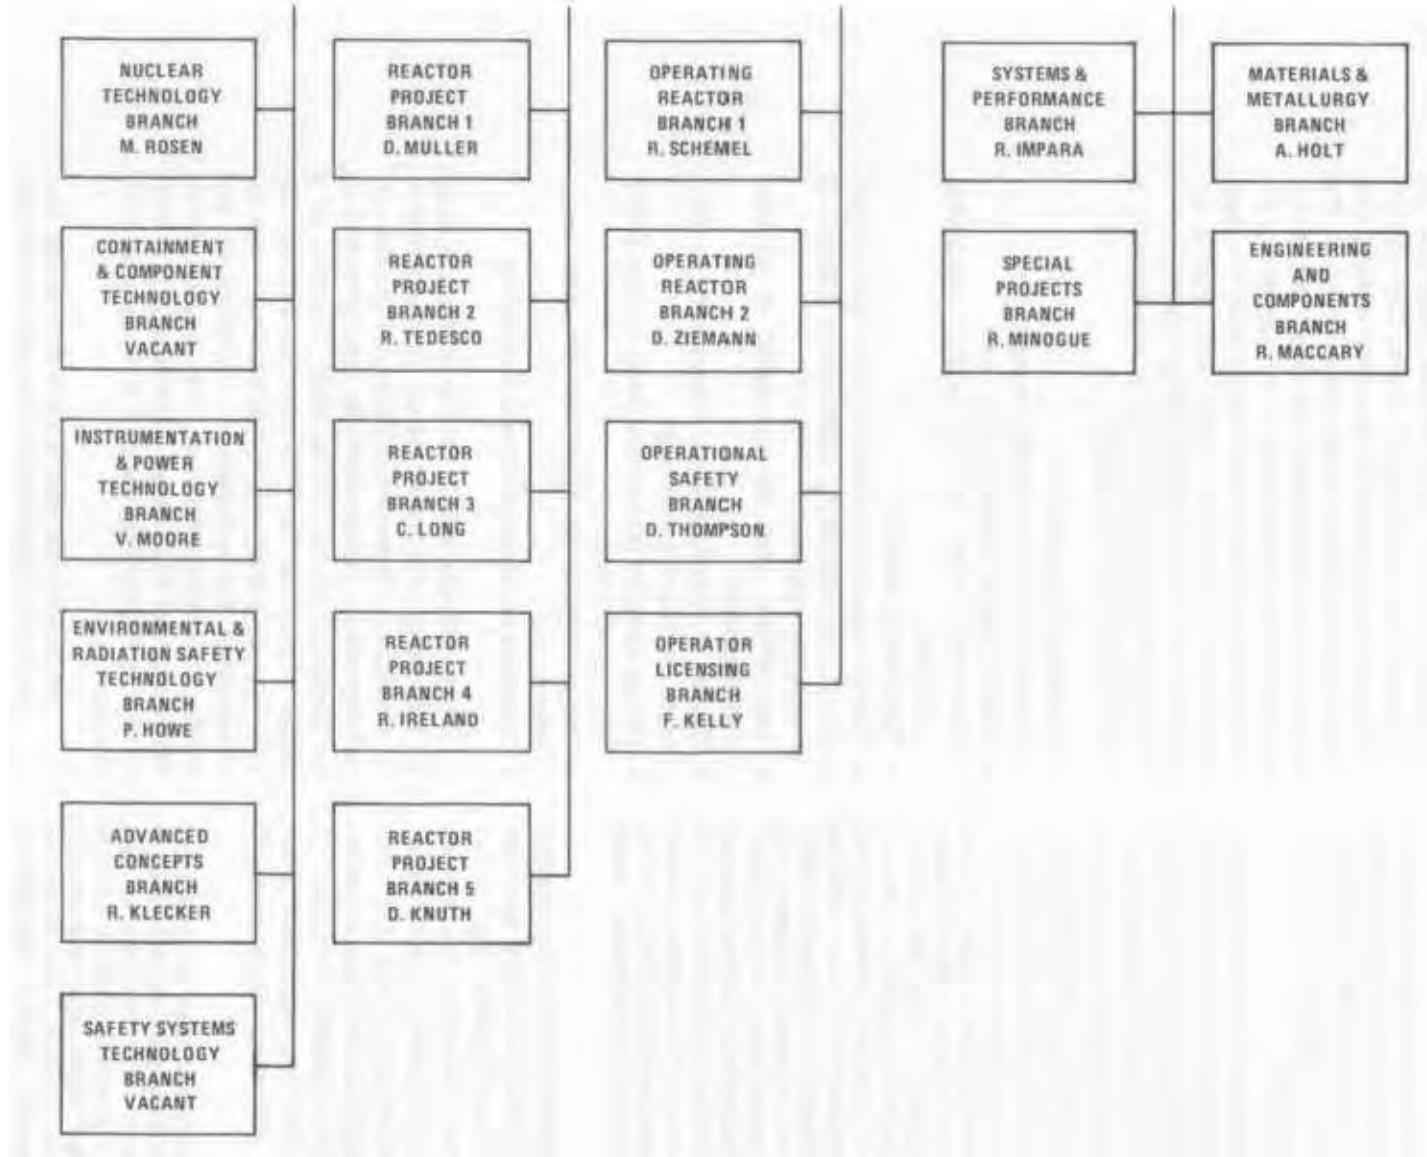 NUCLEAR
TECHNOLOGY
BRANCH
M. ROSEN
CONTAINMENT
& COMPONENT
TECHNOLOGY
BRANCH
VACANT
INSTRUMENTATION
& POWER
TECHNOLOGY
BRANCH
V. MOORE
ENVIRONMENTAL &
RADIATION SAFETY
TECHNOLOGY
BRANCH
P. HOWE
ADVANCED
CONCEPTS
BRANCH
R. KLECKER
SAFETY SYSTEMS
TECHNOLOGY
BRANCH
VACANT
REACTOR
PROJECT
BRANCH 1
D. MULLER
REACTOR
PROJECT
BRANCH 2
R. TEDESCO
REACTOR
PROJECT
BRANCH 3
C. LONG
REACTOR
PROJECT
BRANCH 4
R. IRELAND
REACTOR
PROJECT
BRANCH 5
D. KNUTH
OPERATING
REACTOR
BRANCH 1
R. SCHEMEL
OPERATING
REACTOR
BRANCH 2
D. ZIEMANN
OPERATIONAL
SAFETY
BRANCH
D. THOMPSON
OPERATOR
LICENSING
BRANCH
F. KELLY
SYSTEMS &
PERFORMANCE
BRANCH
R. IMPARA
SPECIAL
PROJECTS
BRANCH
R. MINOGUE
MATERIALS &
METALLURGY
BRANCH
A. HOLT
ENGINEERING
AND
COMPONENTS
BRANCH
R. MACCARY